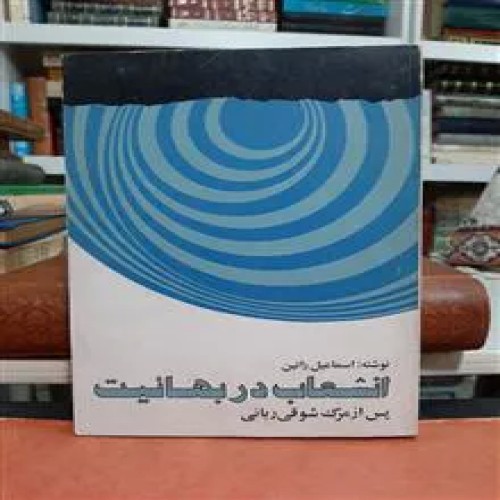 نوشته: اسماعیل رائین
انشعاب در بهائیت
پس از مرگ شوقی ربانی